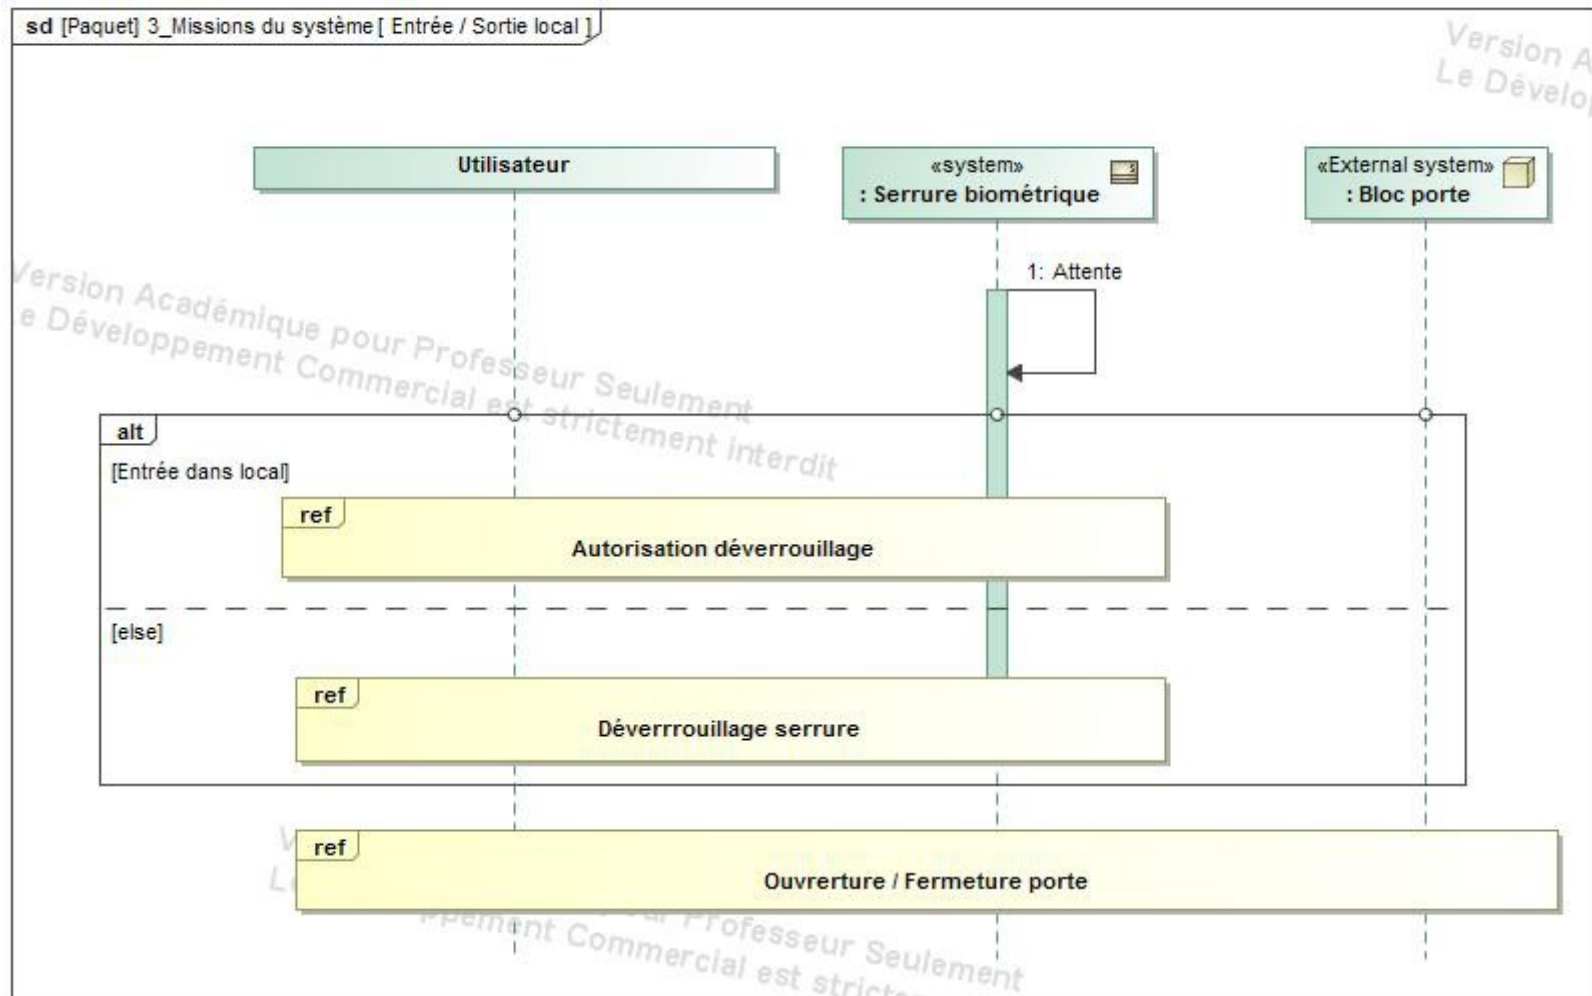 sd [Paquet] 3_Missions du système [ Entrée / Sortie local ]
Version A
Le Dévelop
Utilisateur
«system»
: Serrure biométrique
«External system»
: Bloc porte
1: Attente
Version Académique pour Professeur Seulement
e Développement Commercial est strictement interdit
alt
[Entrée dans local]
ref
Autorisation déverrouillage
[else]
ref
Déverrrouillage serrure
ref
Ouvrerture / Fermeture porte
Professeur Seulement
ppement Commercial est